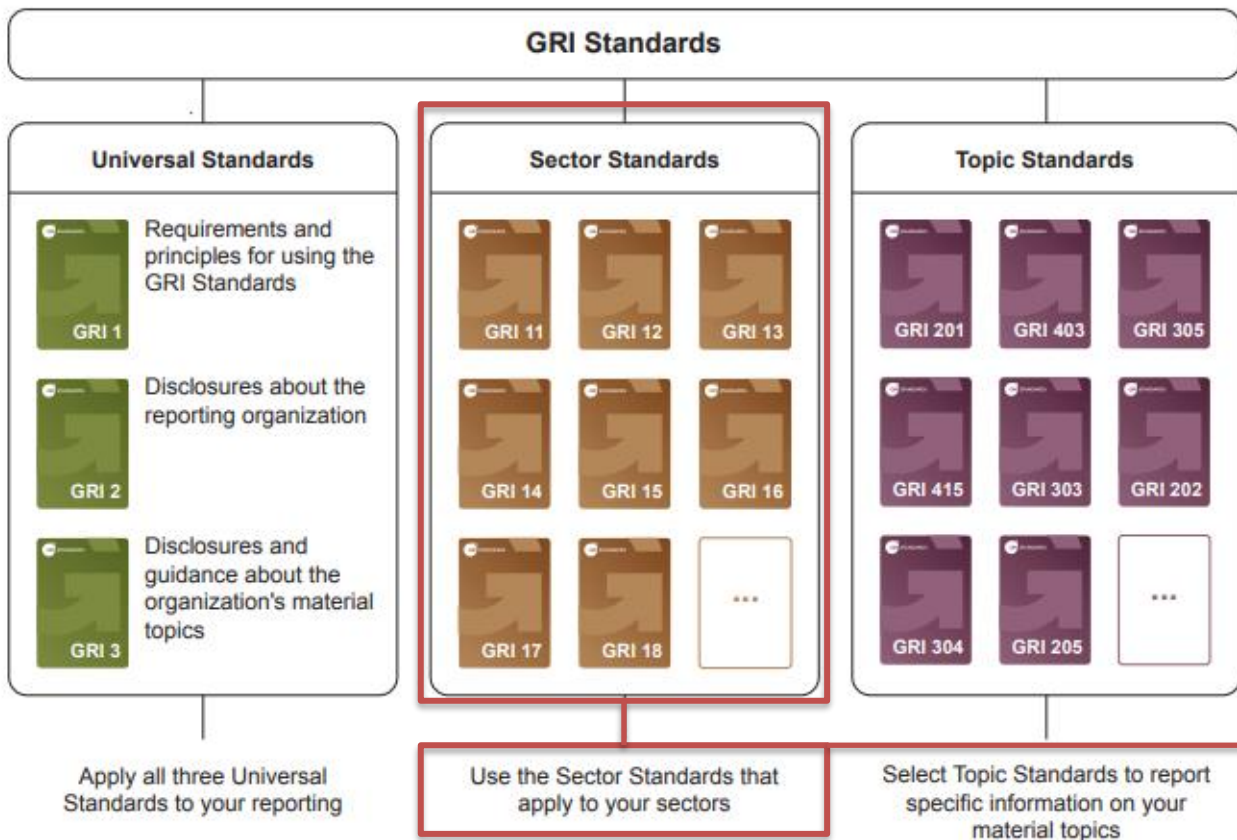 GRI Standards
Universal Standards
Requirements and
principles for using the
GRI Standards
GRI 1
Disclosures about the
reporting organization
GRI 2
Disclosures and
guidance about the
organization's material
topics
GRI 3
Apply all three Universal
Standards to your reporting
Sector Standards
GRI 11 GRI 12 GRI 13
GRI 14 GRI 15 GRI 16
GRI 17 GRI 18 ...
Use the Sector Standards that
apply to your sectors
Topic Standards
GRI 201 GRI 403 GRI 305
GRI 415 GRI 303 GRI 202
GRI 304 GRI 205 ...
Select Topic Standards to report
specific information on your
material topics